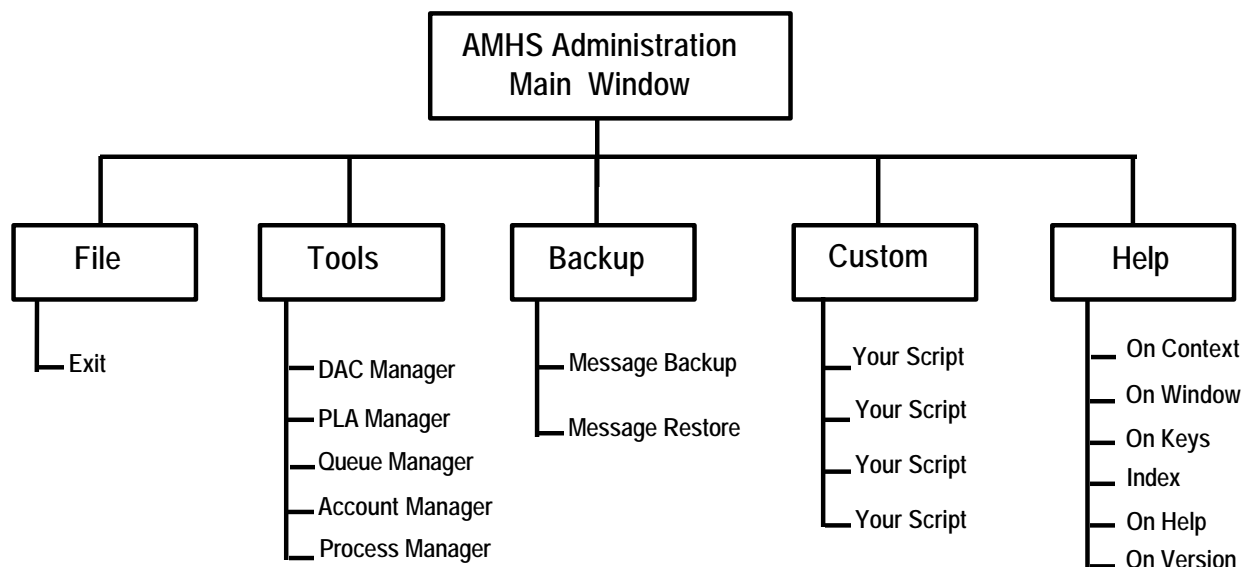 AMHS Administration
Main Window
File
Tools
Backup
Custom
Help
Exit
DAC Manager
PLA Manager
Queue Manager
Account Manager
Process Manager
Message Backup
Message Restore
Your Script
Your Script
Your Script
Your Script
On Context
On Window
On Keys
Index
On Help
On Version